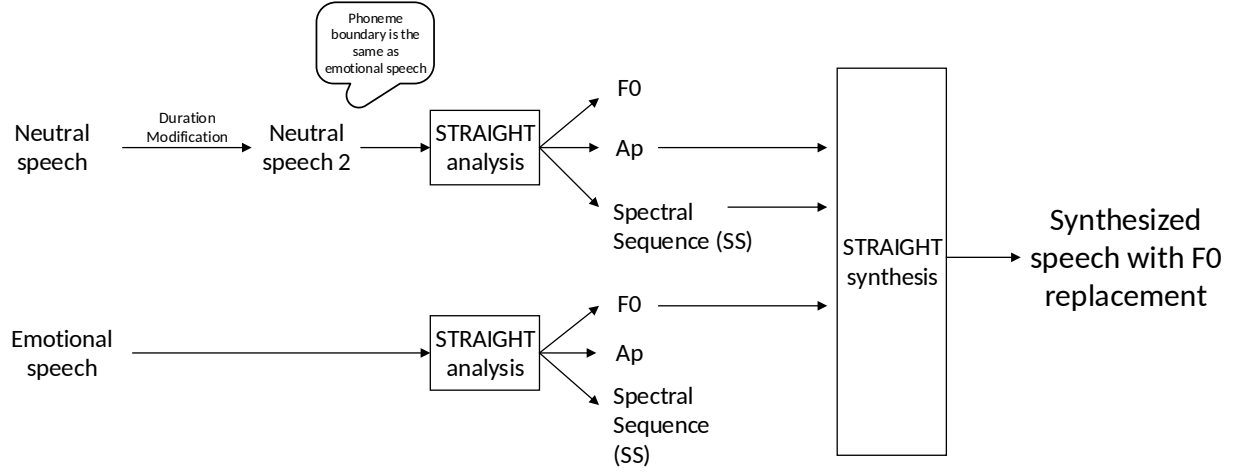 Phoneme
boundary is the
same as
emotional speech
Neutral
speech
Duration
Modification
Neutral
speech 2
STRAIGHT
analysis
F0
Ap
Spectral
Sequence (SS)
Emotional
speech
STRAIGHT
analysis
F0
Ap
Spectral
Sequence
(SS)
STRAIGHT
synthesis
Synthesized
speech with F0
replacement